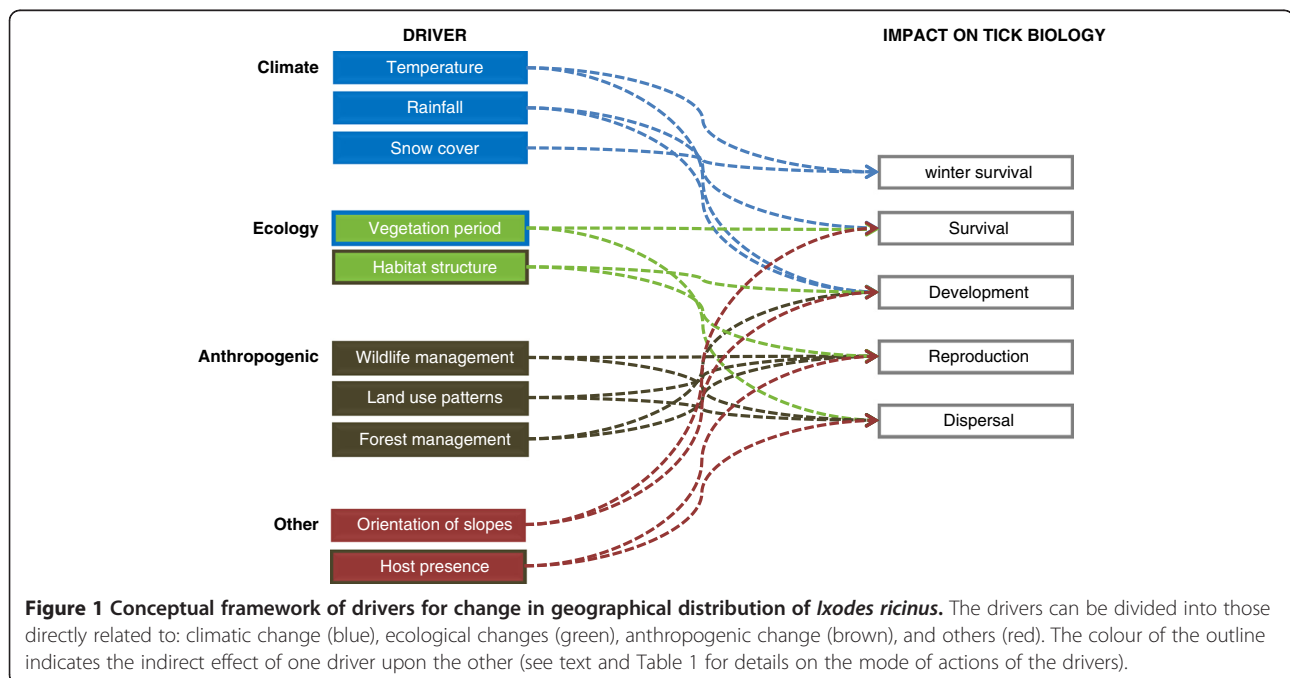 DRIVER
IMPACT ON TICK BIOLOGY
Climate
Temperature
Rainfall
Snow cover
winter survival
Ecology
Vegetation period
Survival
Habitat structure
Development
Anthropogenic
Wildlife management
Reproduction
Land use patterns
Dispersal
Forest management
Other
Orientation of slopes
Host presence
Figure 1 Conceptual framework of drivers for change in geographical distribution of Ixodes ricinus. The drivers can be divided into those
directly related to: climatic change (blue), ecological changes (green), anthropogenic change (brown), and others (red). The colour of the outline
indicates the indirect effect of one driver upon the other (see text and Table 1 for details on the mode of actions of the drivers).